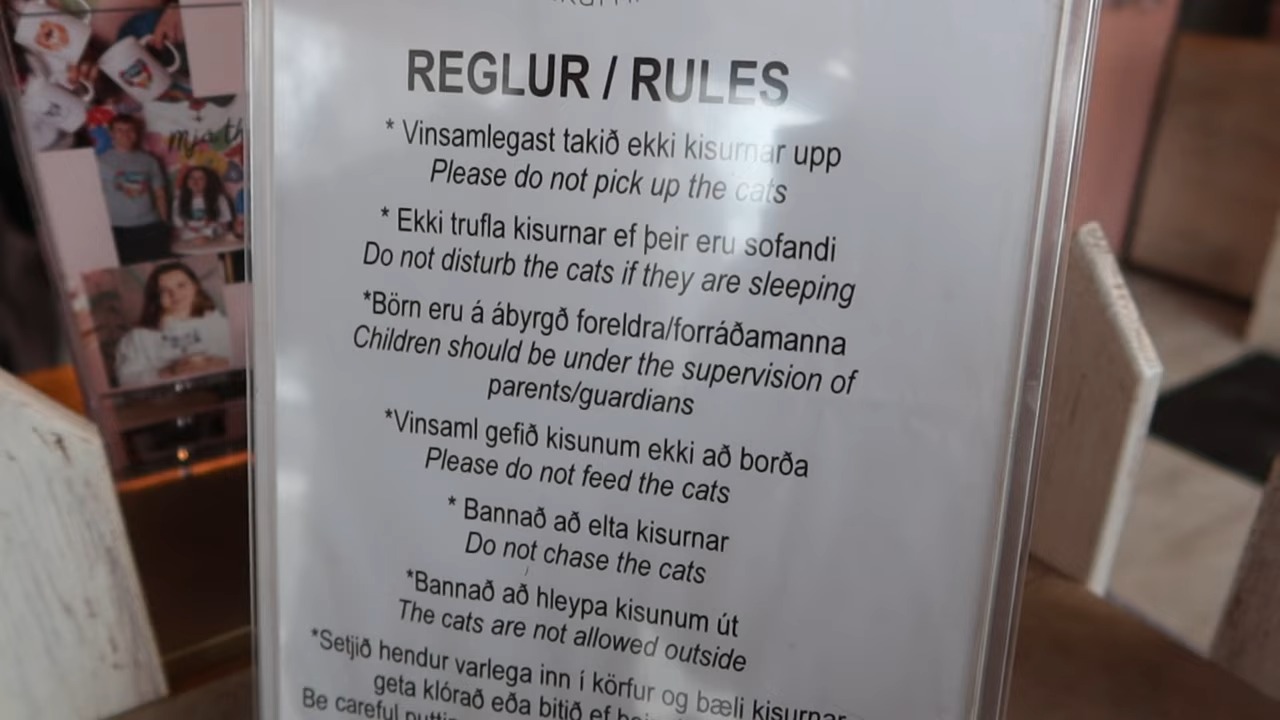 REGLUR / RULES
* Vinsamlegast takið ekki kisurnar upp
Please do not pick up the cats
* Ekki trufla kisurnar ef þeir eru sofandi
Do not disturb the cats if they are sleeping
*Börn eru á ábyrgð foreldra/forráðamanna
Children should be under the supervision of
parents/guardians
*Vinsaml gefið kisunum ekki að borða
Please do not feed the cats
* Bannað að elta kisurnar
Do not chase the cats
*Bannað að hleypa kisunum út
The cats are not allowed outside
*Setjið hendur varlega inn í körfur og bæli kisurnar
geta klórað eða bitið ef
Be careful